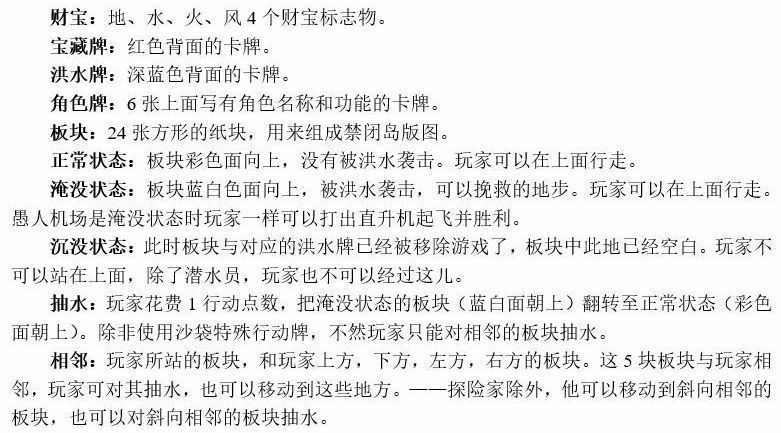 财宝：地、水、火、风 4 个财宝标志物。
宝藏牌：红色背面的卡牌。
洪水牌：深蓝色背面的卡牌。
角色牌：6 张上面写有角色名称和功能的卡牌。
板块：24 张方形的纸块，用来组成禁闭岛版图。
正常状态：板块彩色面向上，没有被洪水袭击。玩家可以在上面行走。
淹没状态：板块蓝白色面向上，被洪水袭击，可以挽救的地步。玩家可以在上面行走。
愚人机场是淹没状态时玩家一样可以打出直升机起飞并胜利。
沉没状态：此时板块与对应的洪水牌已经被移除游戏了，板块中此地已经空白。玩家不
可以站在上面，除了潜水员，玩家也不可以经过这儿。
抽水：玩家花费 1 行动点数，把淹没状态的板块（蓝白面朝上）翻转至正常状态（彩色
面朝上）。除非使用沙袋特殊行动牌，不然玩家只能对相邻的板块抽水。
相邻：玩家所站的板块，和玩家上方，下方，左方，右方的板块。这 5 块板块与玩家相
邻，玩家可对其抽水，也可以移动到这些地方。——探险家除外，他可以移动到斜向相邻的
板块，也可以对斜向相邻的板块抽水。